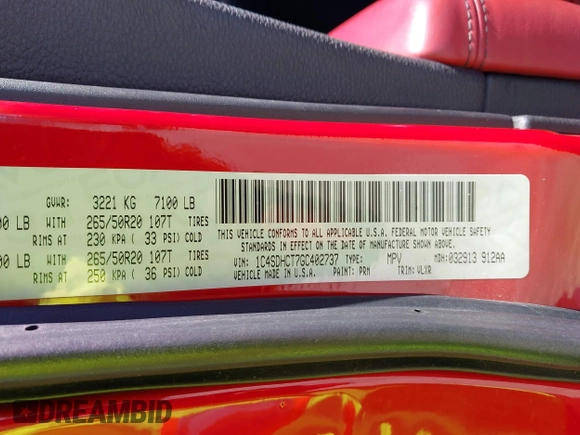 GVWR: 3221 KG 7100 LB
00 LB WITH 265/50R20 107T TIRES
RIMS AT 230 KPA ( 33 PSI) COLD
00 LB WITH 265/50R20 107T TIRES
RIMS AT 250 KPA ( 36 PSI) COLD
THIS VEHICLE CONFORMS TO ALL APPLICABLE U.S.A. FEDERAL MOTOR VEHICLE SAFETY
STANDARDS IN EFFECT ON THE DATE OF MANUFACTURE SHOWN ABOVE.
VIN: 1C4SDHCT7GC402737 TYPE: MPV MDH: 032913 912AA
VEHICLE MADE IN U.S.A. PAINT: PRM TRIM: VLXR
DREAMBID